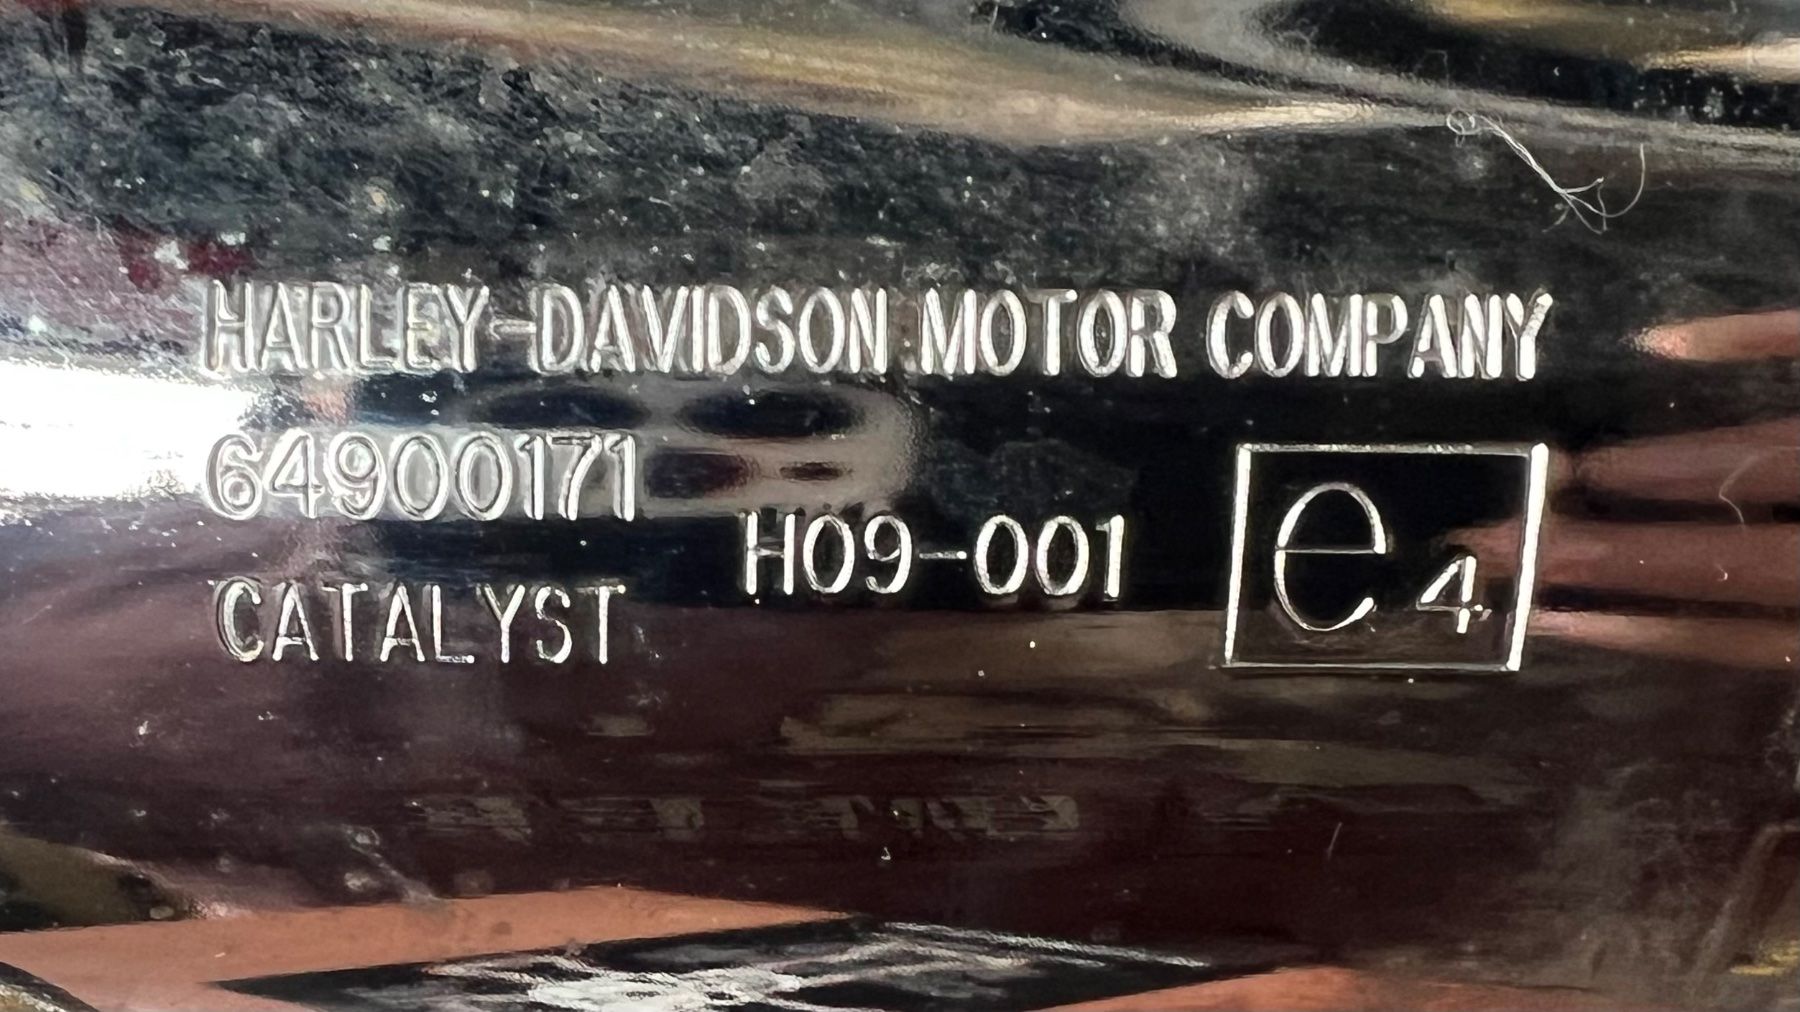 HARLEY-DAVIDSON MOTOR COMPANY
64900171
H09-001
CATALYST
e4